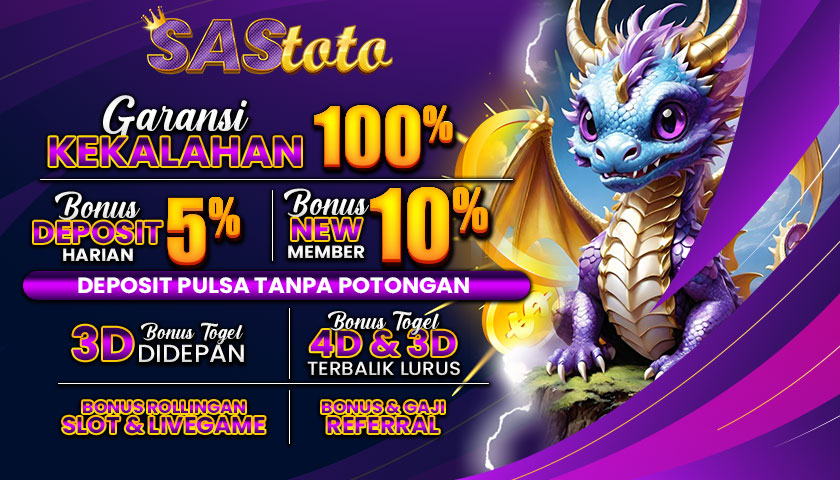 SAStoto
Garansi
KEKALAHAN 100%
Bonus
DEPOSIT
HARIAN
5%
Bonus
NEW
MEMBER
10%
DEPOSIT PULSA TANPA POTONGAN
3D Bonus Togel
DIDEPAN
Bonus Togel
4D & 3D
TERBALIK LURUS
BONUS ROLLINGAN
SLOT & LIVEGAME
BONUS & GAJI
REFERRAL